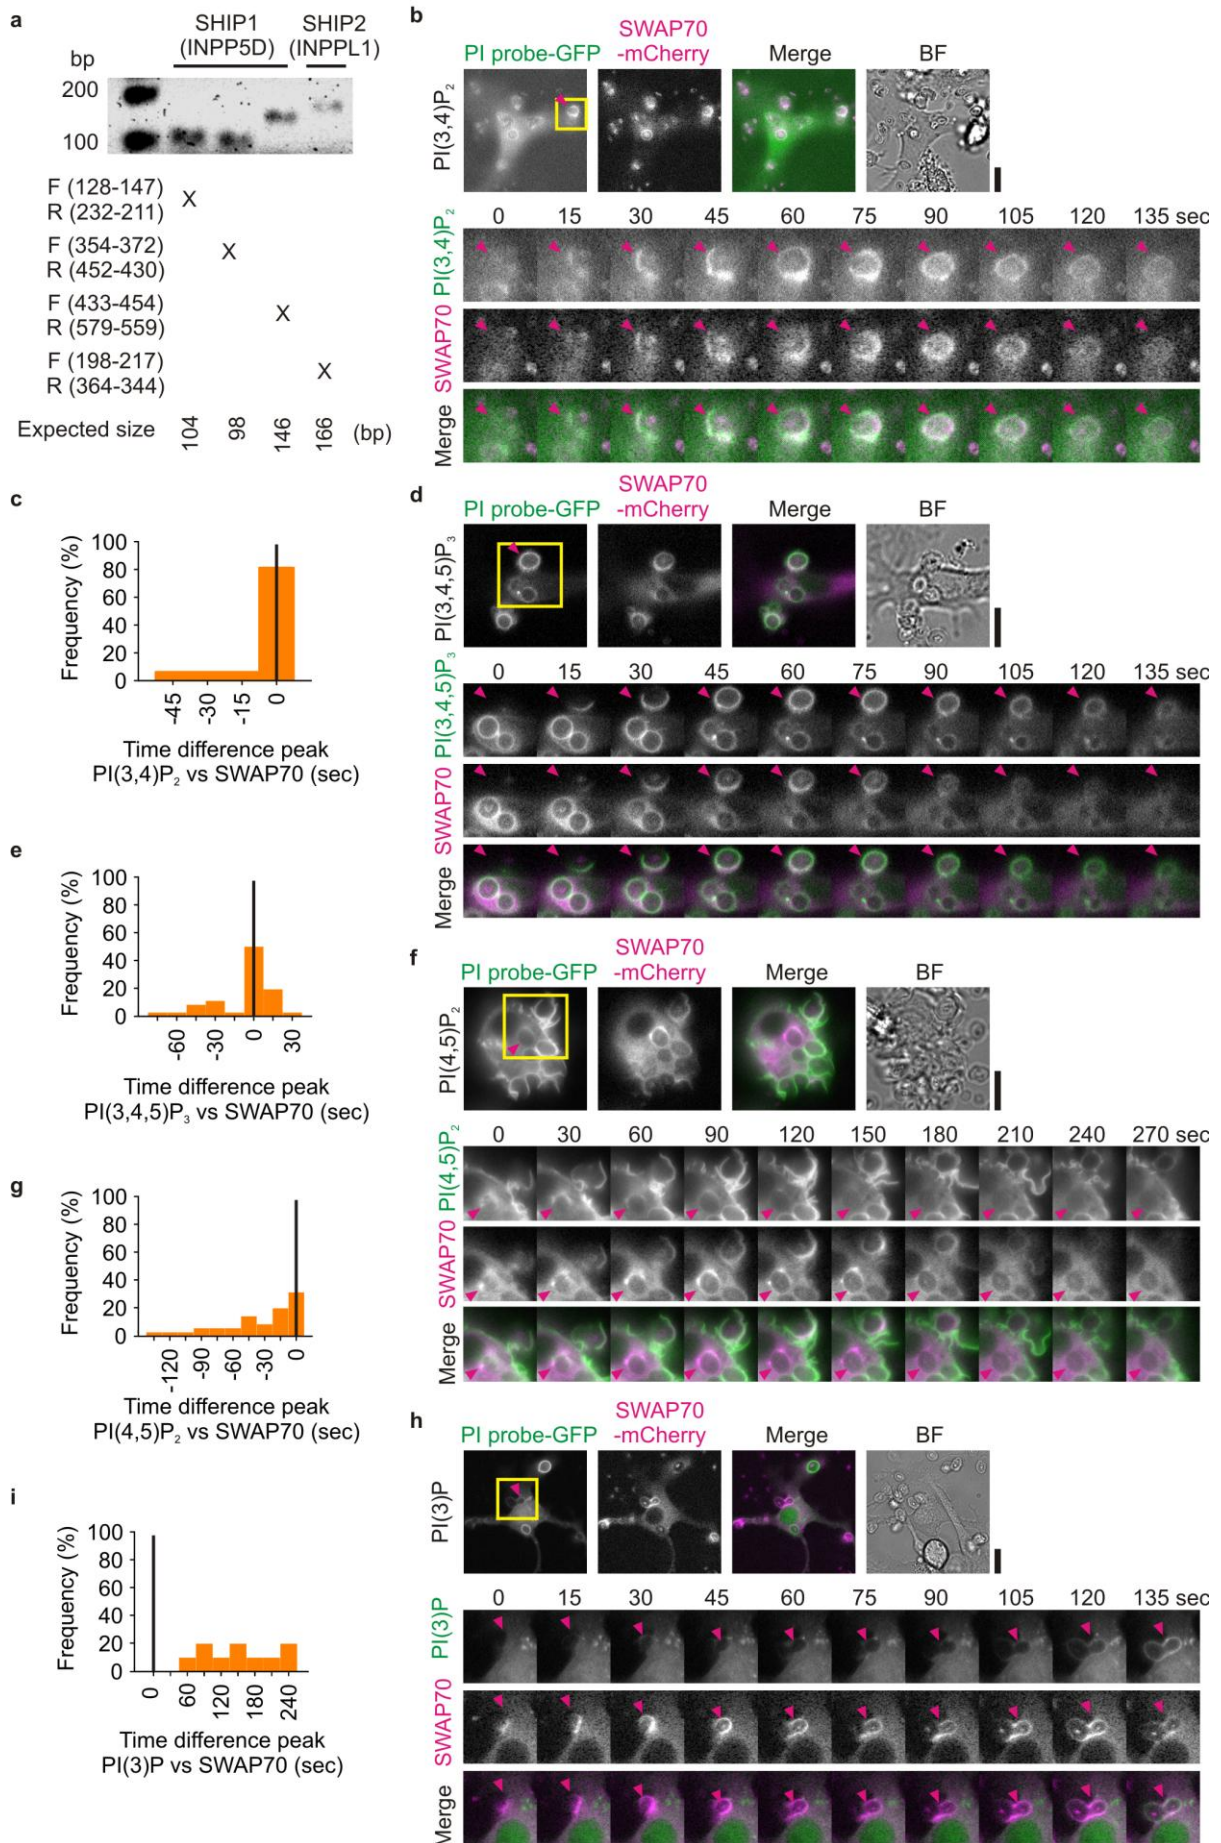 a
SHIP1
(INPP5D)
SHIP2
(INPPL1)
bp
200
100
F (128-147)
R (232-211)
X
F (354-372)
R (452-430)
X
F (433-454)
R (579-559)
X
F (198-217)
R (364-344)
X
Expected size 104 98 146 166 (bp)
b
PI probe-GFP
SWAP70
-mCherry
Merge
BF
PI(3,4)P₂
0 15 30 45 60 75 90 105 120 135 sec
PI(3,4)P₂
SWAP70
Merge
c
Frequency (%)
100
80
60
40
20
0
-45 -30 -15 0
Time difference peak
PI(3,4)P₂ vs SWAP70 (sec)
d
PI probe-GFP
SWAP70
-mCherry
Merge
BF
PI(3,4,5)P₃
0 15 30 45 60 75 90 105 120 135 sec
PI(3,4,5)P₃
SWAP70
Merge
e
Frequency (%)
100
80
60
40
20
0
-60 -30 0 30
Time difference peak
PI(3,4,5)P₃ vs SWAP70 (sec)
f
PI probe-GFP
SWAP70
-mCherry
Merge
BF
PI(4,5)P₂
0 30 60 90 120 150 180 210 240 270 sec
PI(4,5)P₂
SWAP70
Merge
g
Frequency (%)
100
80
60
40
20
0
-120 -90 -60 -30 0
Time difference peak
PI(4,5)P₂ vs SWAP70 (sec)
h
PI probe-GFP
SWAP70
-mCherry
Merge
BF
PI(3)P
0 15 30 45 60 75 90 105 120 135 sec
PI(3)P
SWAP70
Merge
i
Frequency (%)
100
80
60
40
20
0
0 60 120 180 240
Time difference peak
PI(3)P vs SWAP70 (sec)